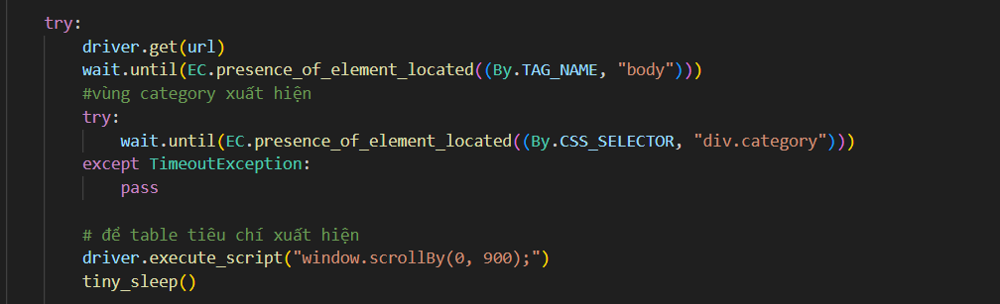 try:
    driver.get(url)
    wait.until(EC.presence_of_element_located((By.TAG_NAME, "body")))
    #vùng category xuất hiện
    try:
        wait.until(EC.presence_of_element_located((By.CSS_SELECTOR, "div.category")))
    except TimeoutException:
        pass

    # để table tiêu chí xuất hiện
    driver.execute_script("window.scrollBy(0, 900);")
    tiny_sleep()